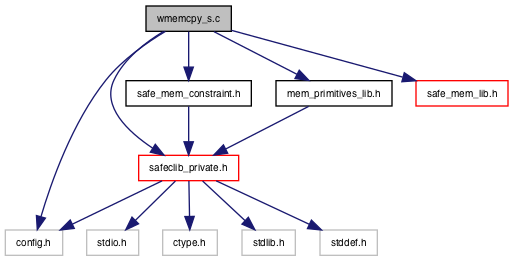 wmemcpy_s.c
safe_mem_constraint.h
mem_primitives_lib.h
safe_mem_lib.h
safeclib_private.h
config.h
stdio.h
ctype.h
stdlib.h
stddef.h